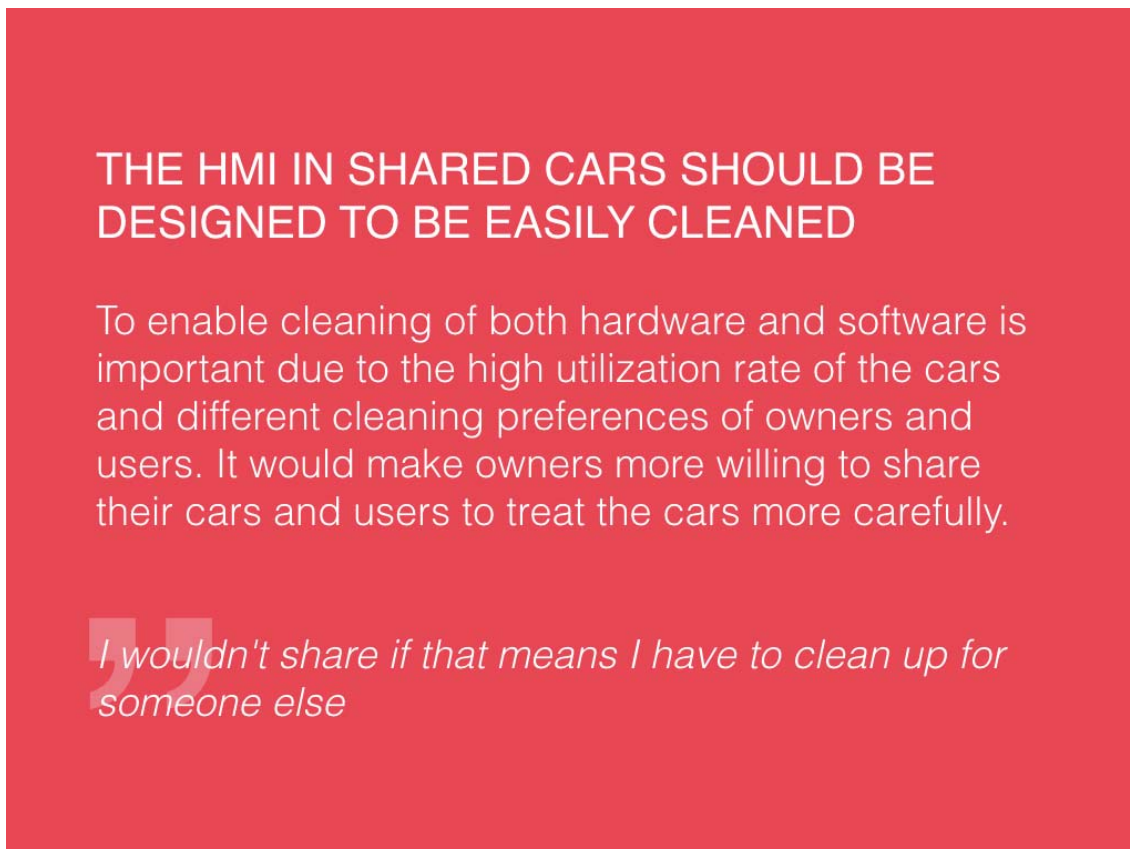 THE HMI IN SHARED CARS SHOULD BE
DESIGNED TO BE EASILY CLEANED
To enable cleaning of both hardware and software is
important due to the high utilization rate of the cars
and different cleaning preferences of owners and
users. It would make owners more willing to share
their cars and users to treat the cars more carefully.
”
I wouldn't share if that means I have to clean up for
someone else